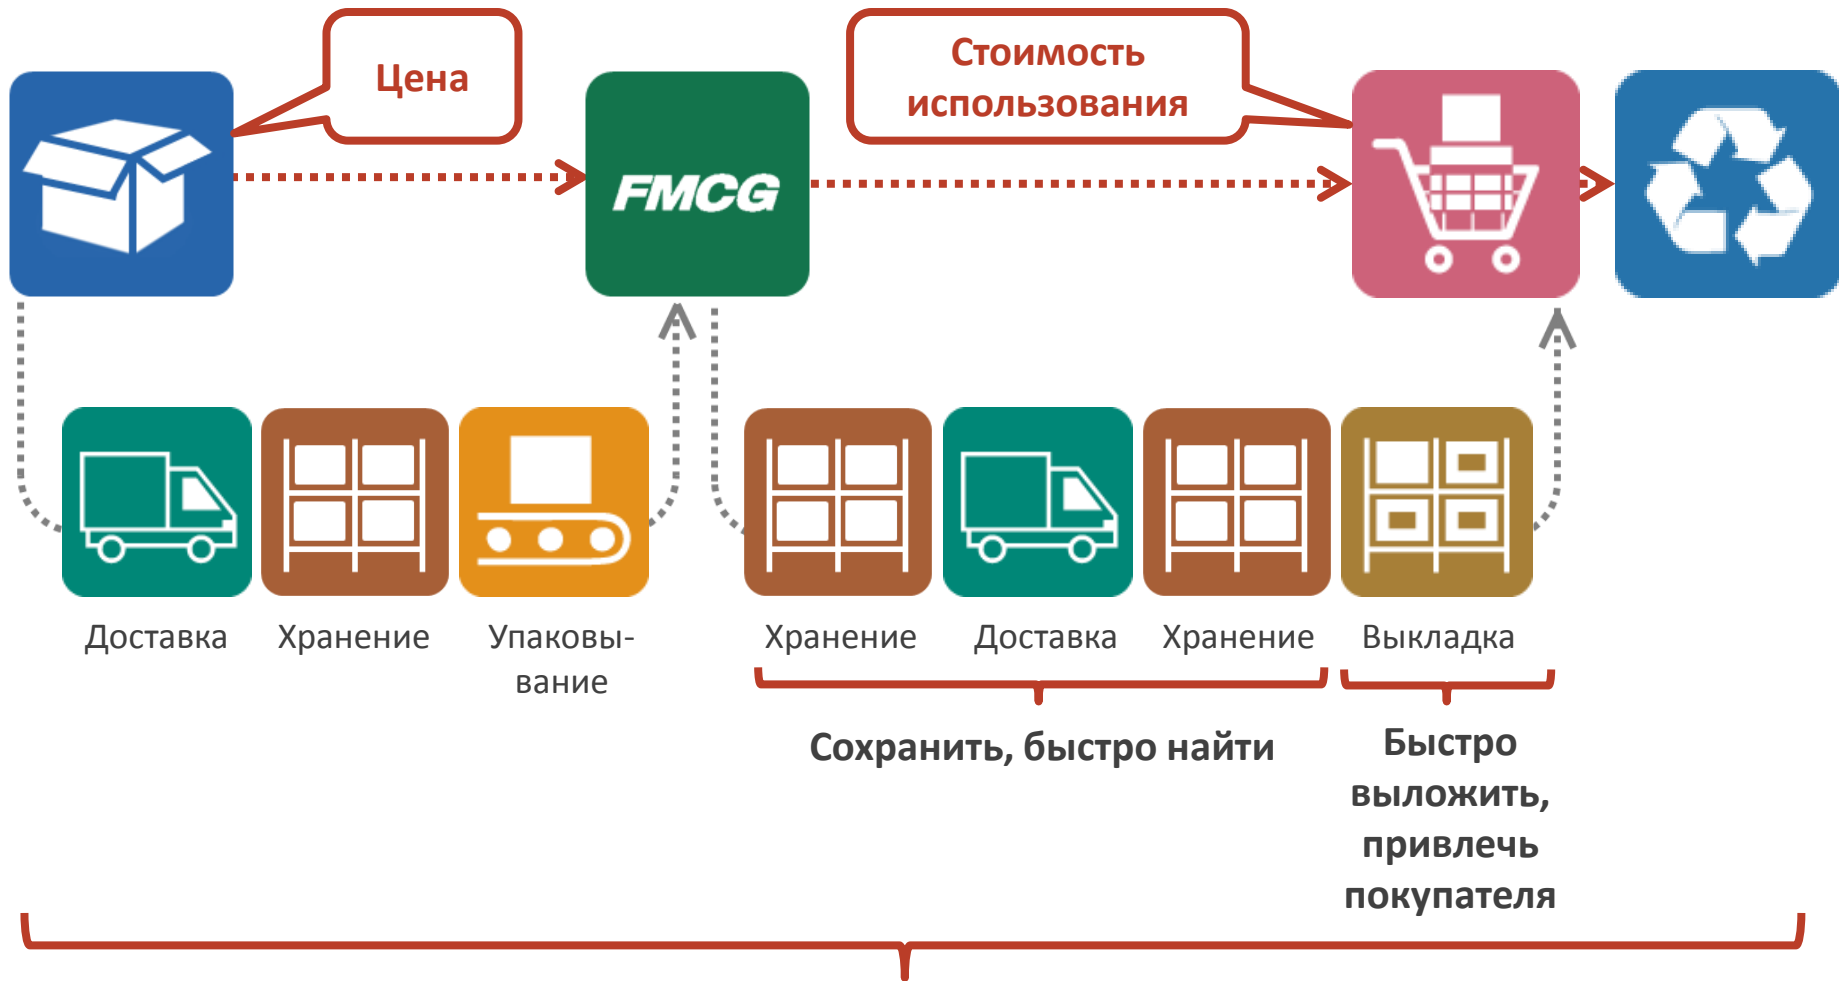 Цена
Стоимость
использования
FMCG
Доставка
Хранение
Упаковы-
вание
Хранение
Доставка
Хранение
Выкладка
Сохранить, быстро найти
Быстро
выложить,
привлечь
покупателя